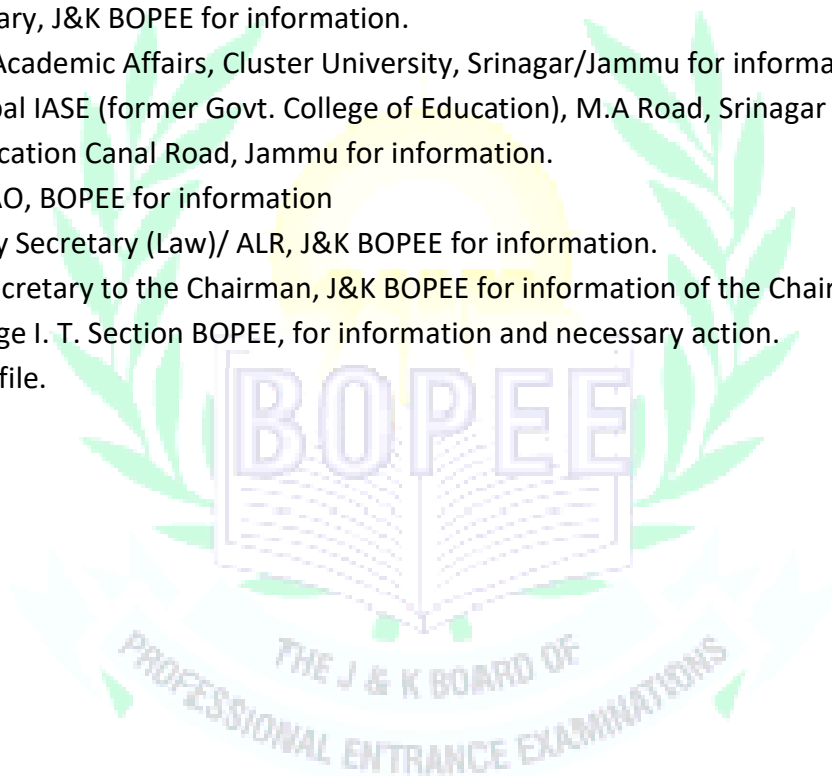 ary, J&K BOPEE for information.
Academic Affairs, Cluster University, Srinagar/Jammu for informa
pal IASE (former Govt. College of Education), M.A Road, Srinagar
cation Canal Road, Jammu for information.
AO, BOPEE for information
y Secretary (Law)/ ALR, J&K BOPEE for information.
cretary to the Chairman, J&K BOPEE for information of the Chair
ge I. T. Section BOPEE, for information and necessary action.
file.
BOPEE
THE J & K BOARD OF
PROFESSIONAL ENTRANCE EXAMINATIONS